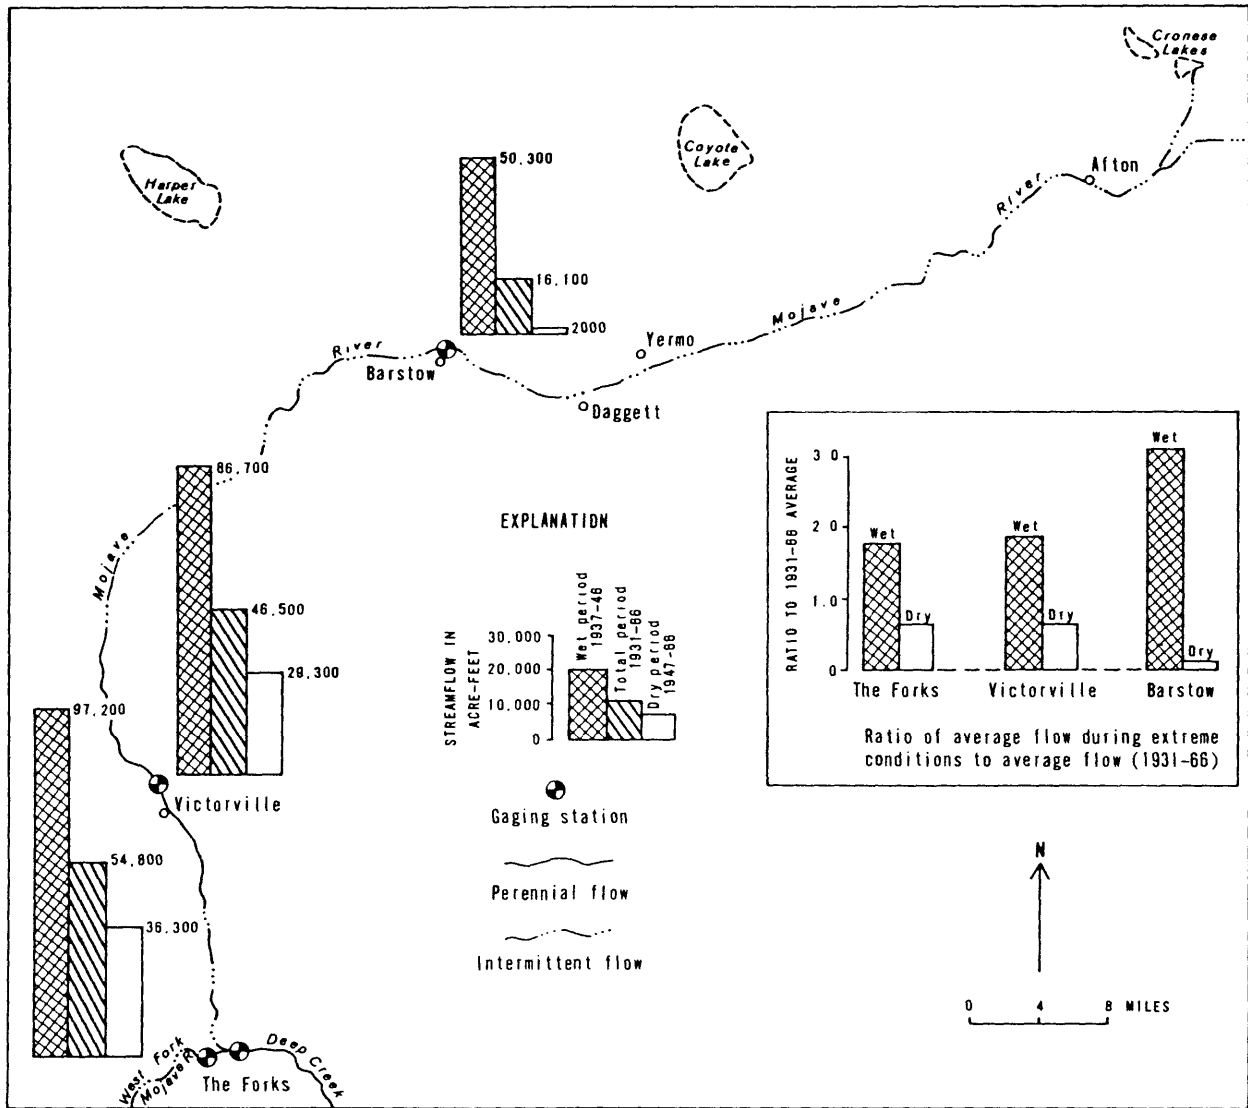 Cronese
Lakes
Harper
Lake
Coyote
Lake
Afton
River
Mojave
50,300
16,100
2000
River
Barstow
Yermo
Daggett
86,700
46,500
29,300
Mojave
Victorville
97,200
54,800
36,300
West Fork
Mojave R
Deep Creek
The Forks
EXPLANATION
STREAMFLOW IN
ACRE-FEET
30,000
20,000
10,000
0
Wet period
1937-46
Total period
1931-66
Dry period
1947-66
Gaging station
Perennial flow
Intermittent flow
RATIO TO 1931-66 AVERAGE
3 0
2 0
1.0
0
Wet
Dry
Wet
Dry
Wet
Dry
The Forks
Victorville
Barstow
Ratio of average flow during extreme
conditions to average flow (1931-66)
N
0 4 8 MILES